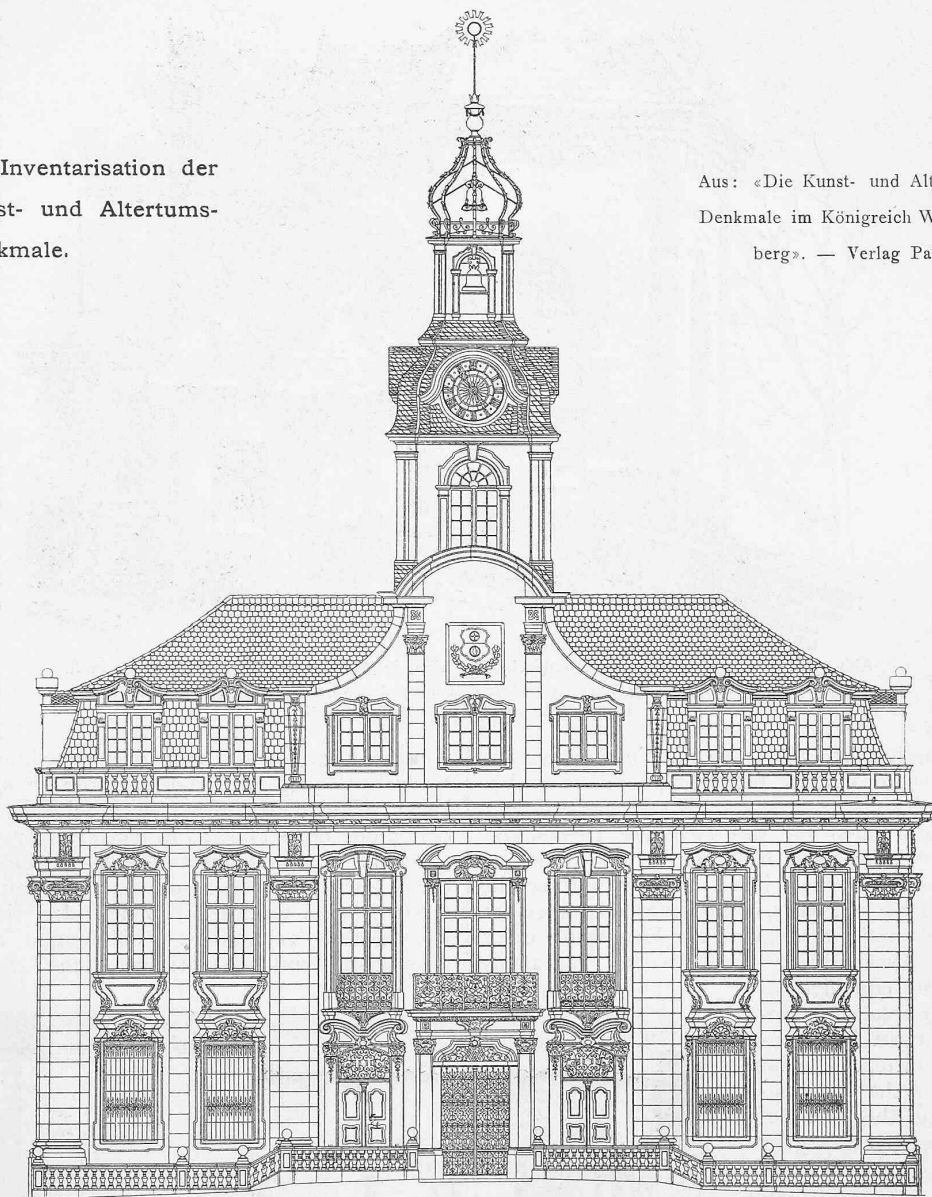 Inventarisation der
st- und Altertums-
kmale.
Aus: «Die Kunst- und Alt
Denkmale im Königreich W
berg». — Verlag Pa